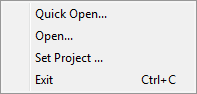 Quick Open...
Open...
Set Project ...
Exit Ctrl+C